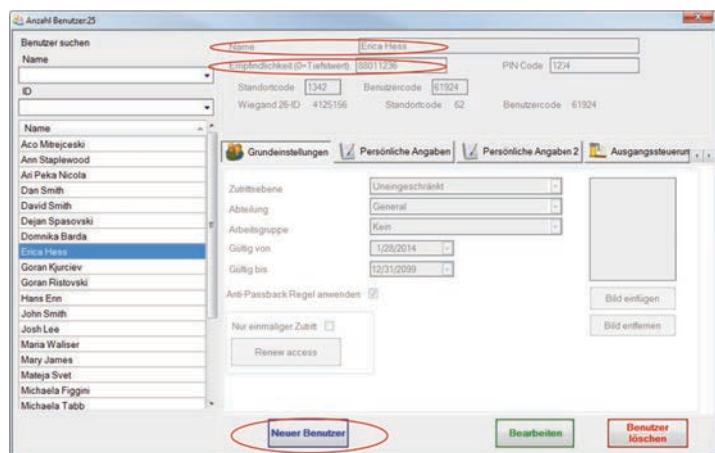 Anzahl Benutzer:25
Benutzer suchen
Name
ID
Name
Aco Mitrejceski
Ann Staplewood
Ari Peka Nicola
Dan Smith
David Smith
Dejan Spasovski
Domnika Barda
Erica Hess
Goran Kjurciev
Goran Ristovski
Hans Enn
John Smith
Josh Lee
Maria Waliser
Mary James
Mateja Svet
Michaela Figgini
Michaela Tabb
Name Erica Hess
Empfindlichkeit (0=Tiefstwert) 88011236 PIN Code 1234
Standortcode 1342 Benutzercode 61924
Wiegand 26-ID 4125156 Standortcode 62 Benutzercode 61924
Grundeinstellungen Persönliche Angaben Persönliche Angaben 2 Ausgangssteuerun
Zutrittsebene Uneingeschränkt
Abteilung General
Arbeitsgruppe Kein
Gültig von 1/28/2014
Gültig bis 12/31/2099
Anti-Passback Regel anwenden
Bild einfügen
Nur einmaliger Zutritt
Bild entfernen
Renew access
Neuer Benutzer Bearbeiten Benutzer
löschen